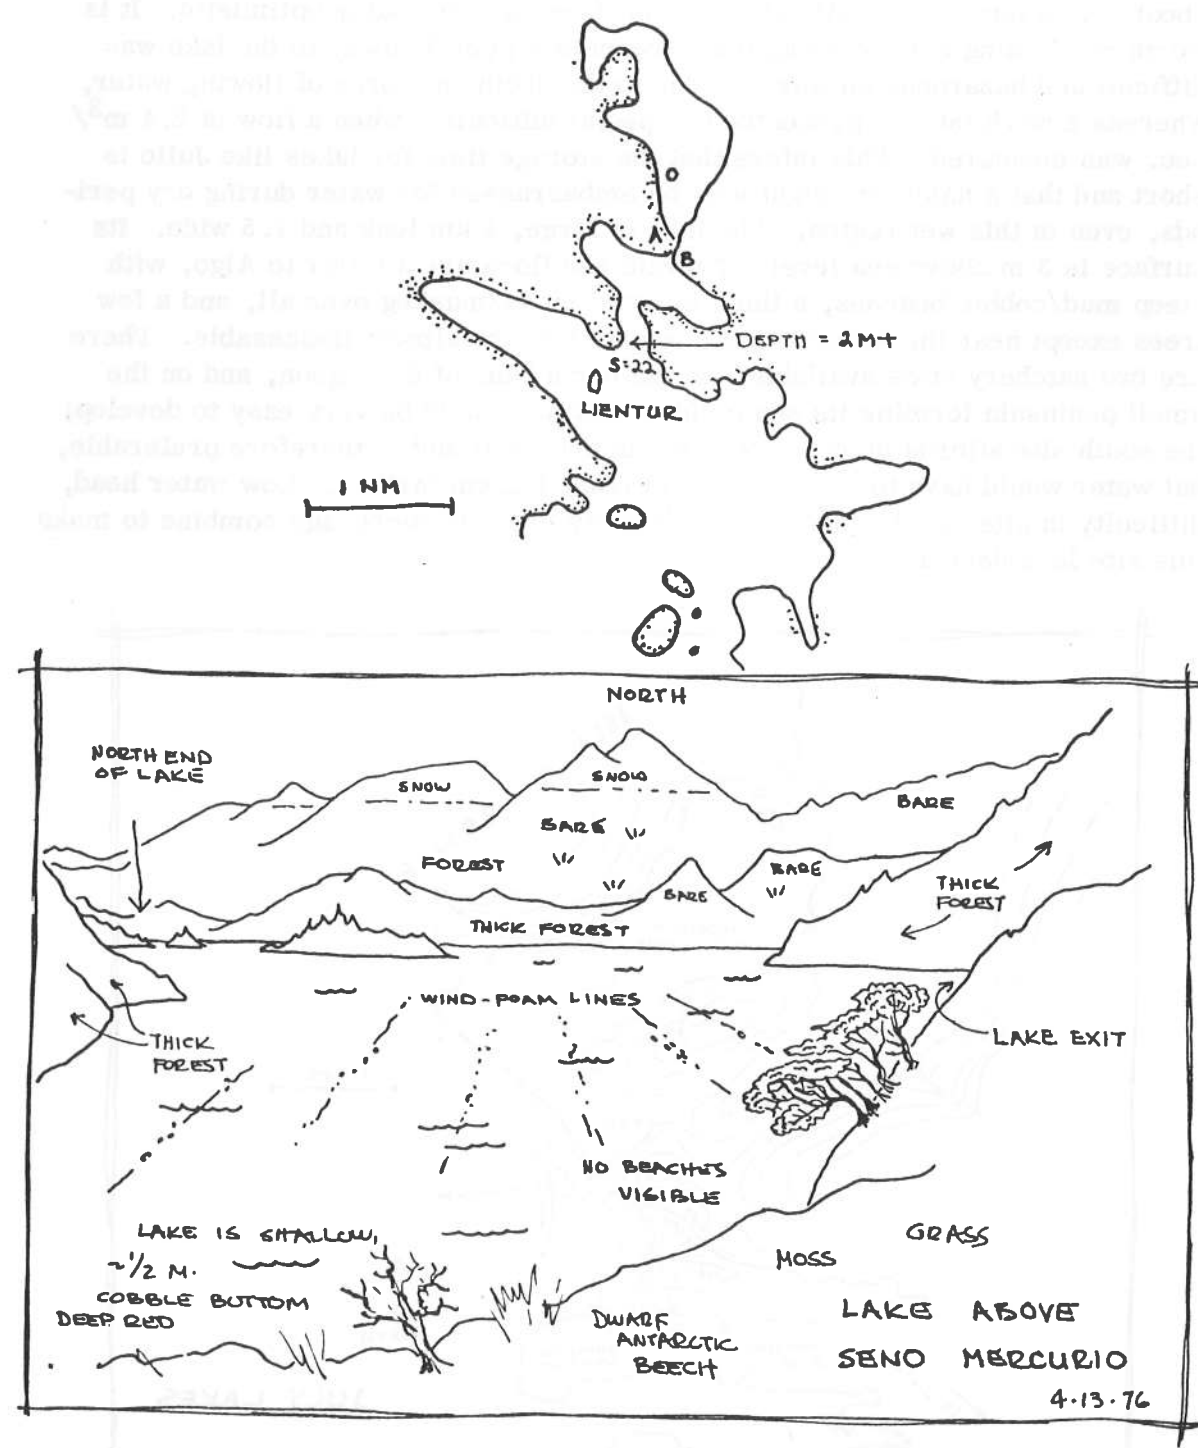 A
B
DEPTH = 2M+
S-22
LIENTUR
1 NM
NORTH
NORTH END
OF LAKE
SNOW
SNOW
BARE
BARE
FOREST
BARE
BARE
THICK
FOREST
THICK FOREST
WIND-FOAM LINES
LAKE EXIT
THICK
FOREST
NO BEACHES
VISIBLE
LAKE IS SHALLOW,
~1/2 M.
COBBLE BOTTOM
DEEP RED
GRASS
MOSS
DWARF
ANTARCTIC
BEECH
LAKE ABOVE
SENO MERCURIO
4·13·76